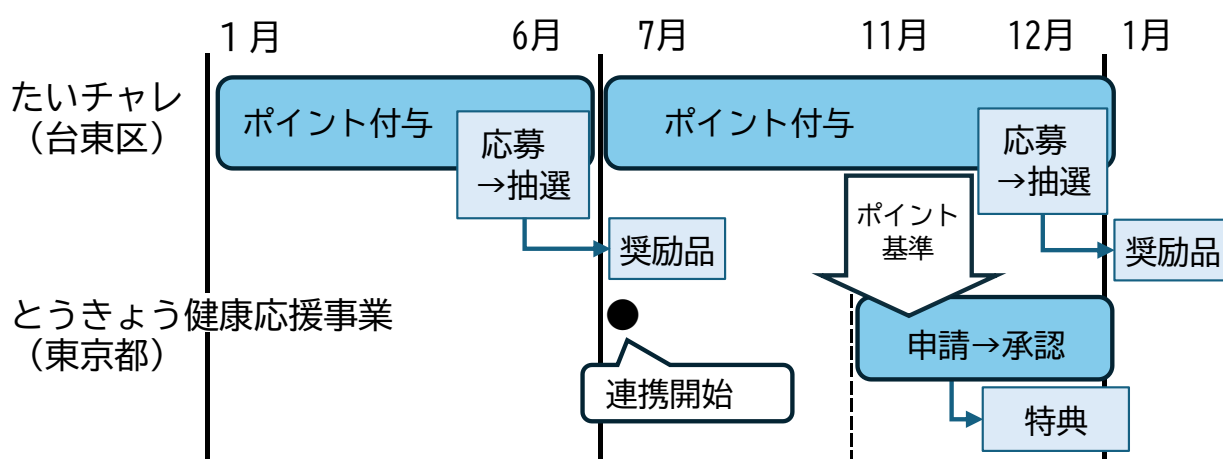 1月
6月
7月
11月
12月
1月
たいチャレ
（台東区）
ポイント付与
応募
→抽選
ポイント付与
応募
→抽選
奨励品
ポイント
基準
奨励品
とうきょう健康応援事業
（東京都）
連携開始
申請→承認
特典